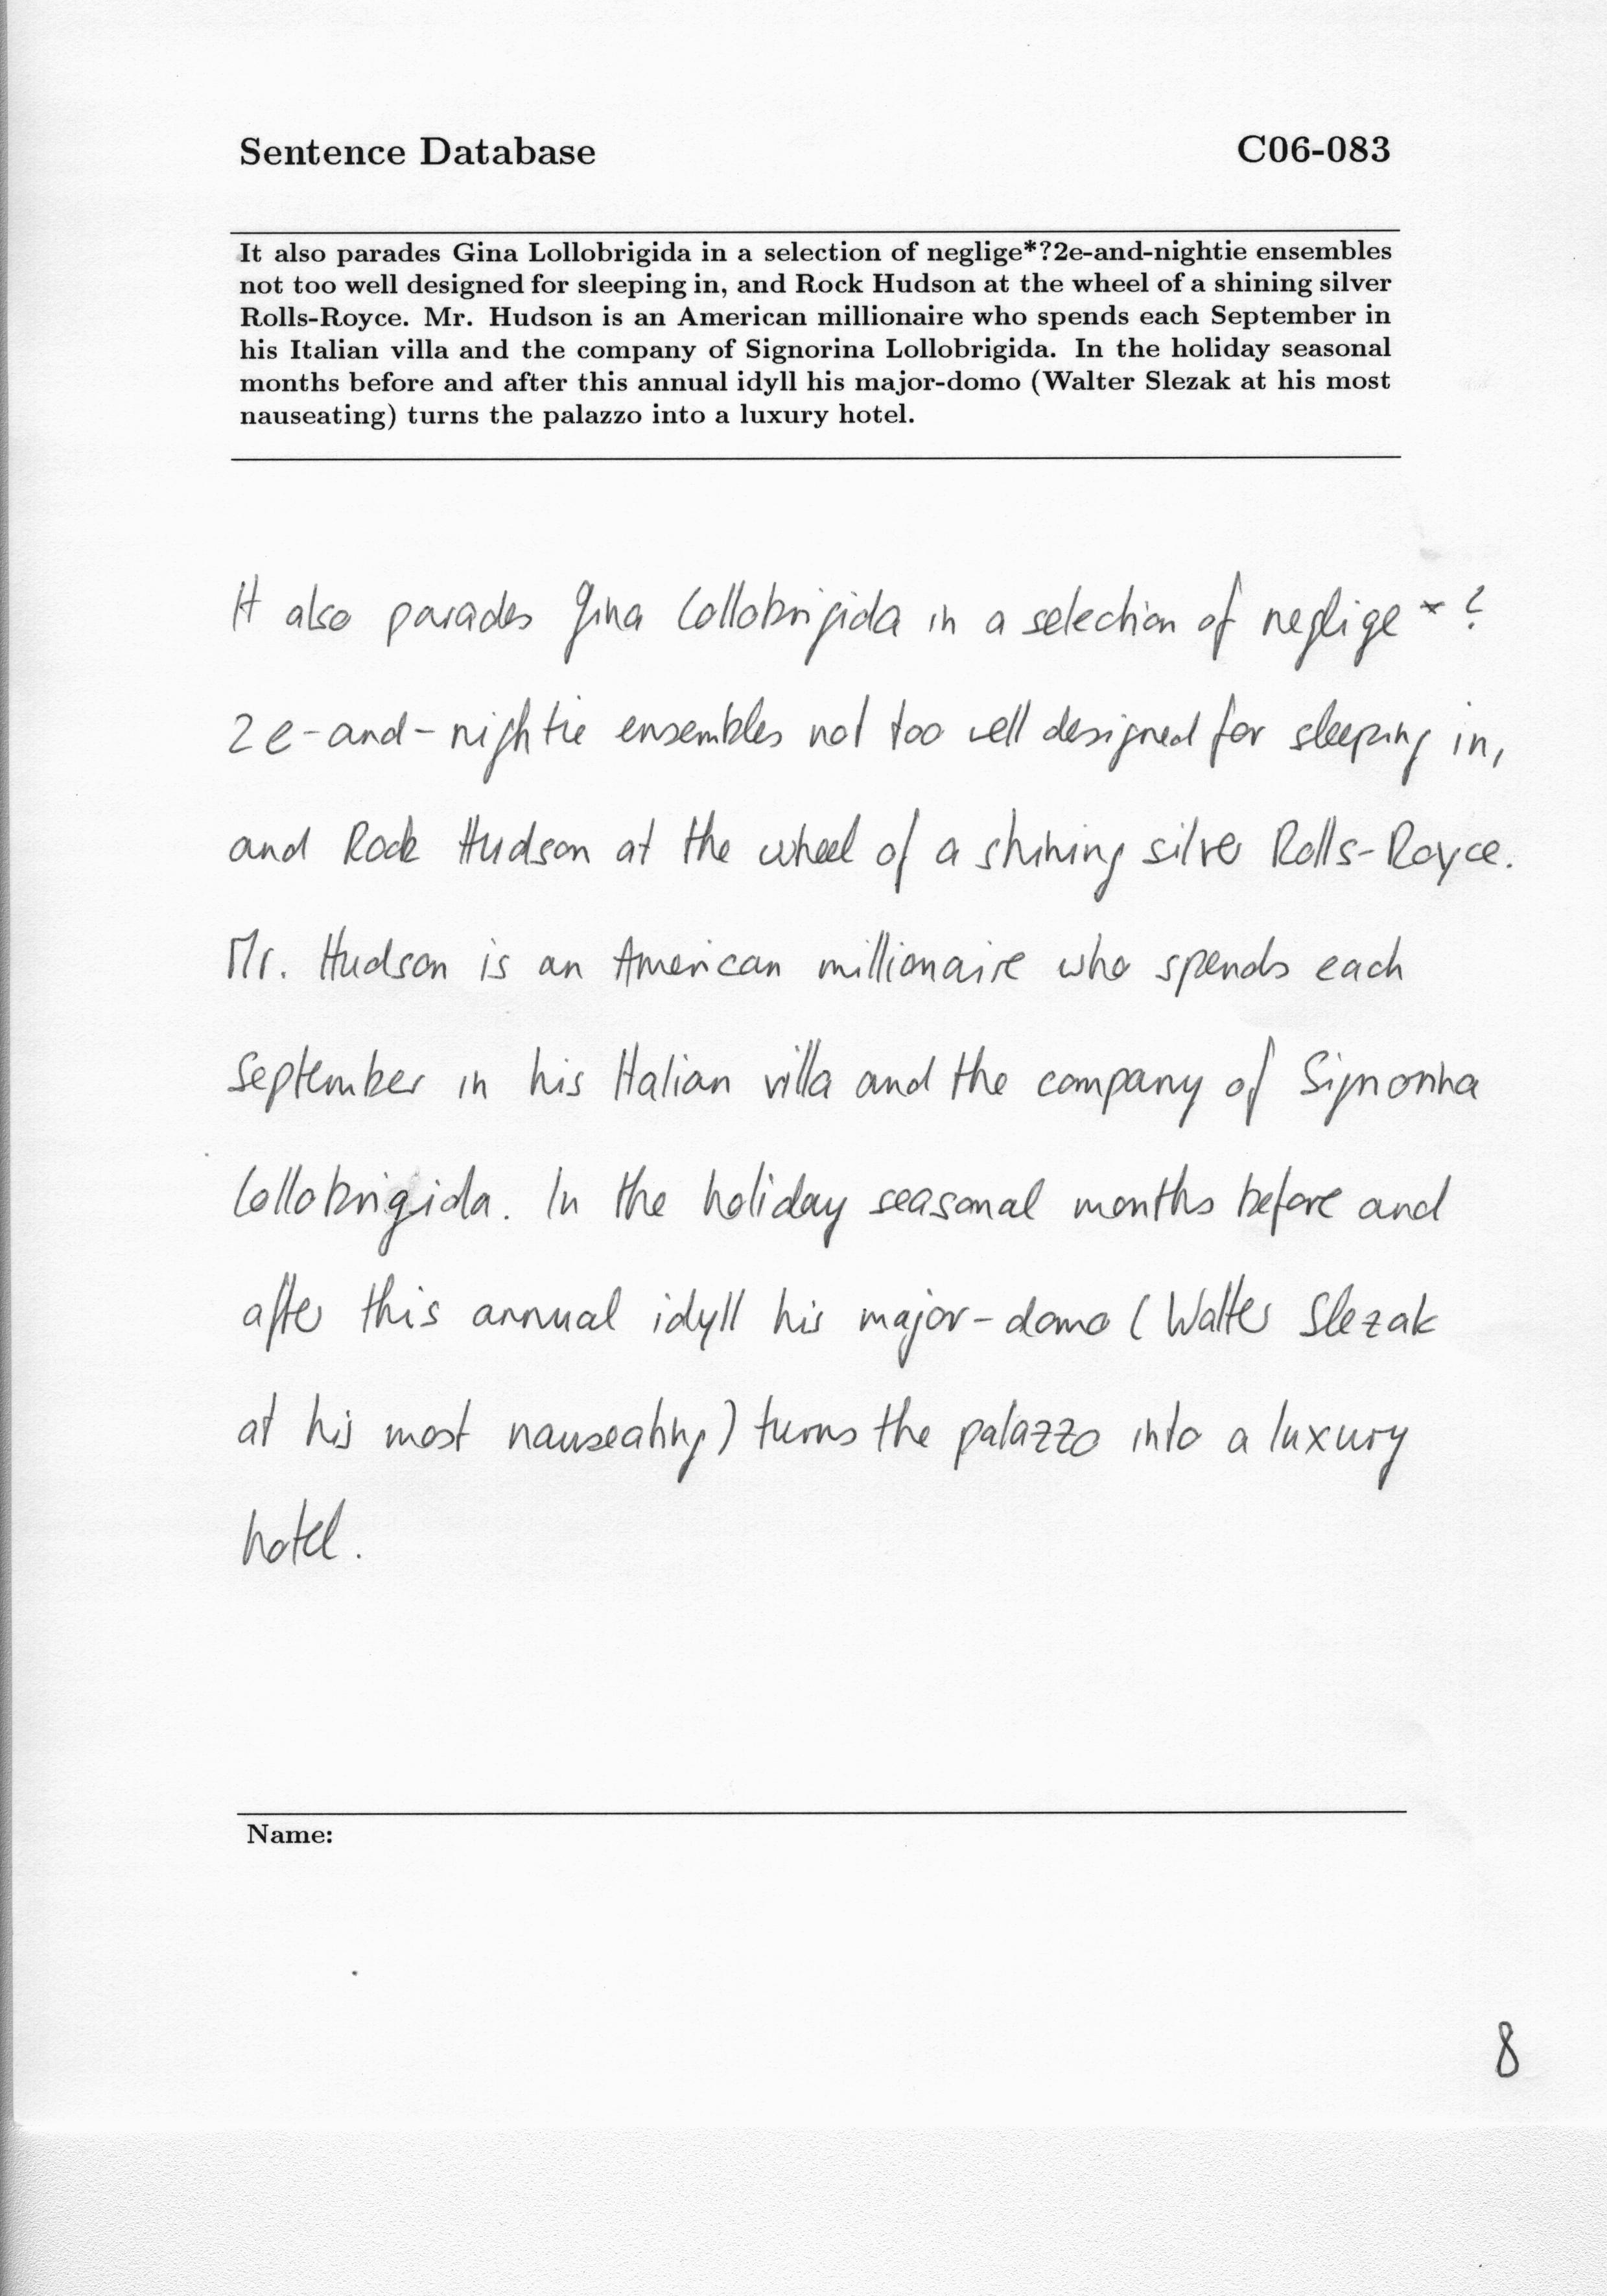 Sentence Database C06-083
It also parades Gina Lollobrigida in a selection of neglige*?2e-and-nightie ensembles
not too well designed for sleeping in, and Rock Hudson at the wheel of a shining silver
Rolls-Royce. Mr. Hudson is an American millionaire who spends each September in
his Italian villa and the company of Signorina Lollobrigida. In the holiday seasonal
months before and after this annual idyll his major-domo (Walter Slezak at his most
nauseating) turns the palazzo into a luxury hotel.
It also parades Gina Lollobrigida in a selection of neglige *?
2e-and-nightie ensembles not too well designed for sleeping in,
and Rock Hudson at the wheel of a shining silver Rolls-Royce.
Mr. Hudson is an American millionaire who spends each
September in his Italian villa and the company of Signorina
Lollobrigida. In the holiday seasonal months before and
after this annual idyll his major-domo (Walter Slezak
at his most nauseating) turns the palazzo into a luxury
hotel.
Name:
8